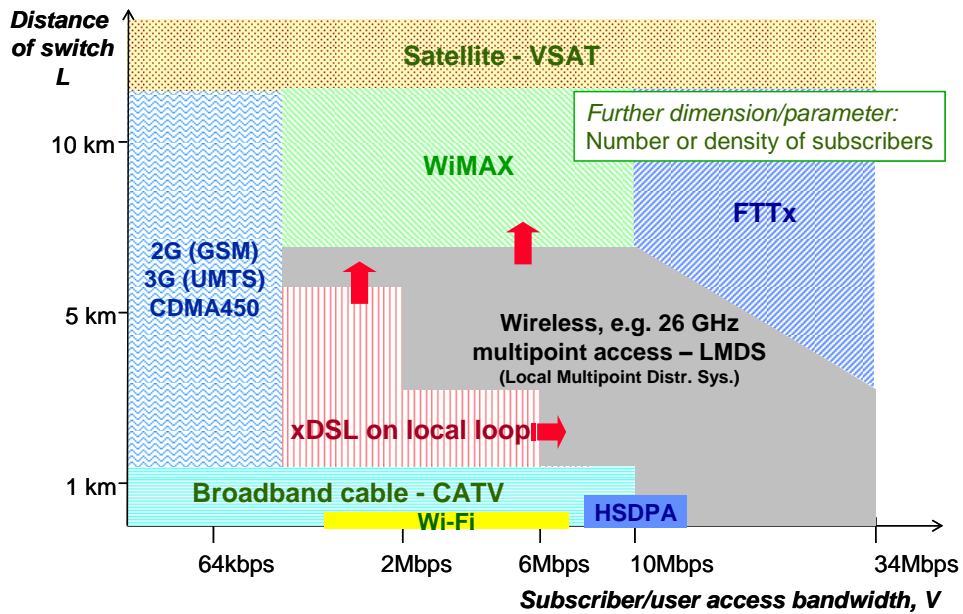 Distance
of switch
L
Satellite - VSAT
Further dimension/parameter:
Number or density of subscribers
10 km
WiMAX
FTTx
2G (GSM)
3G (UMTS)
CDMA450
5 km
Wireless, e.g. 26 GHz
multipoint access – LMDS
(Local Multipoint Distr. Sys.)
xDSL on local loop
1 km
Broadband cable - CATV
Wi-Fi
HSDPA
64kbps
2Mbps
6Mbps
10Mbps
34Mbps
Subscriber/user access bandwidth, V